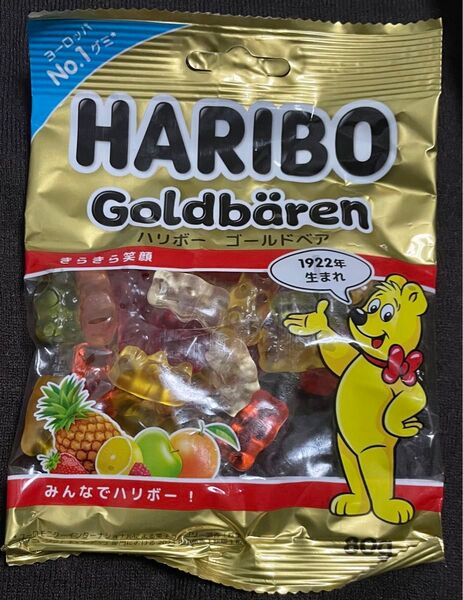 ヨーロッパ
No.1グミ*
HARIBO
Goldbären
ハリボー ゴールドベア
きらきら笑顔
1922年
生まれ
みんなでハリボー！
80g